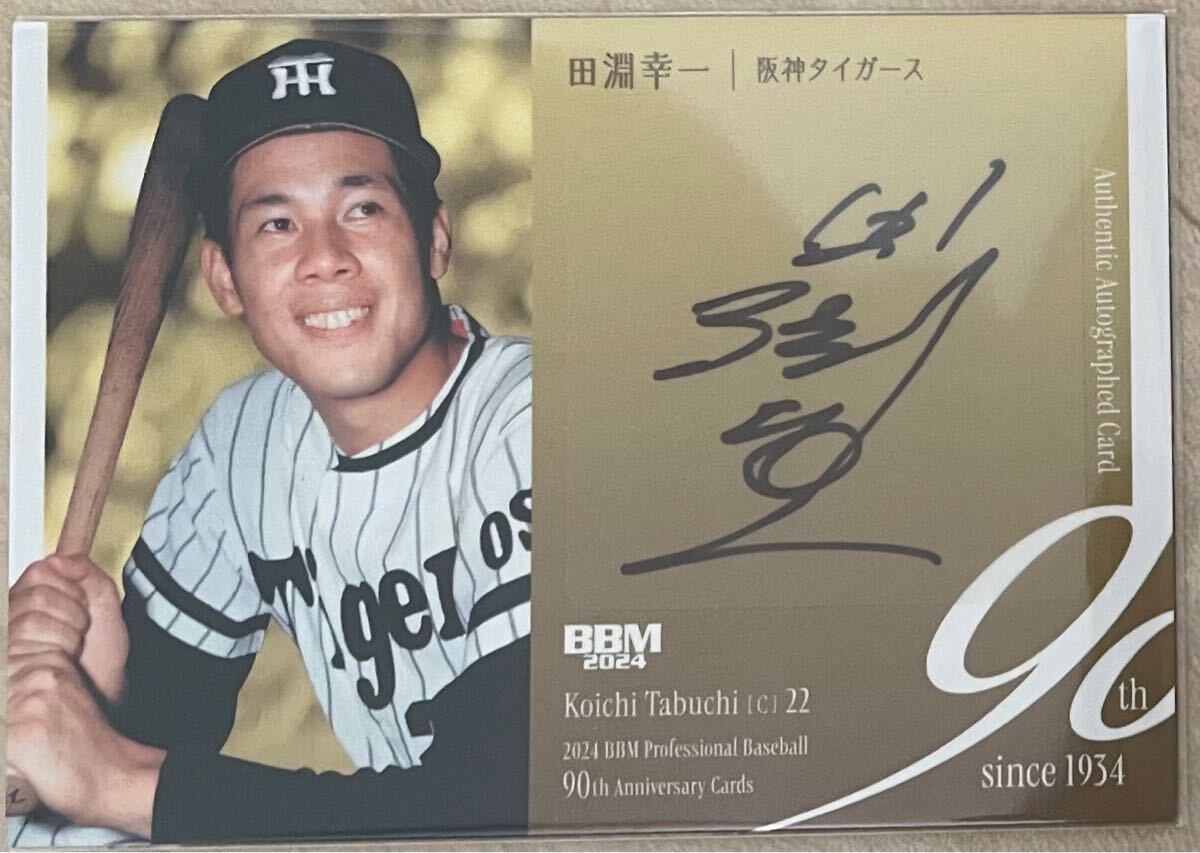 田淵幸一 | 阪神タイガース
Authentic Autographed Card
TH
Tigers
BBM
2024
Koichi Tabuchi [C] 22
2024 BBM Professional Baseball
90th Anniversary Cards
90th
since 1934